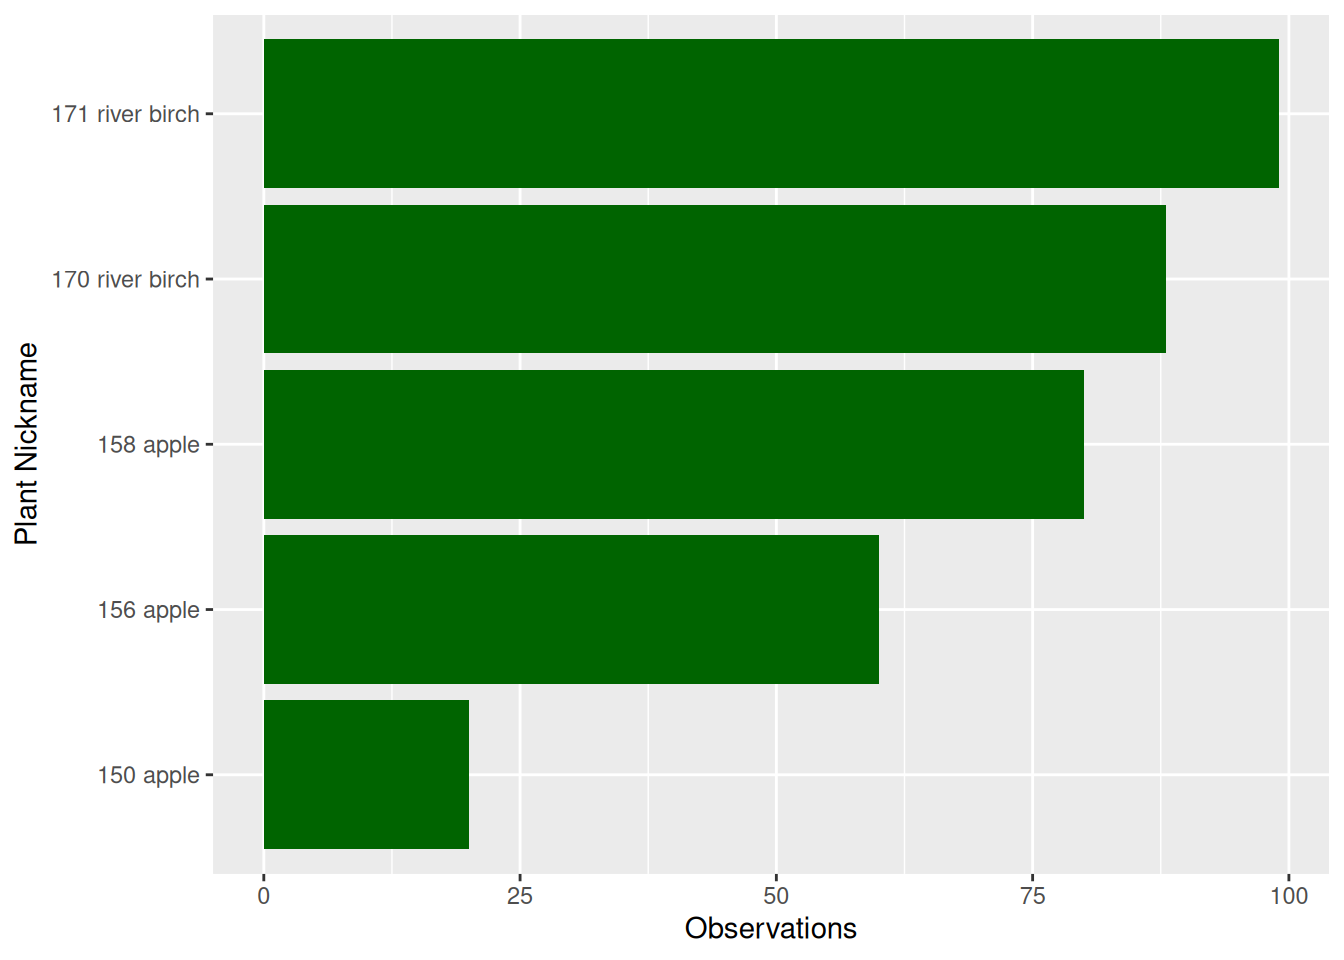 171 river birch
170 river birch
158 apple
156 apple
150 apple
Plant Nickname
0 25 50 75 100
Observations